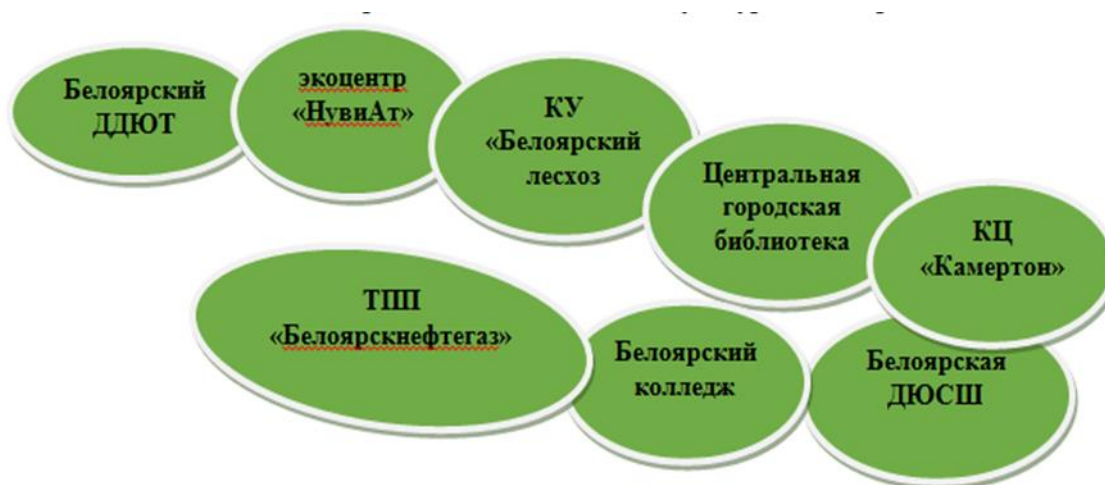 Белоярский
ДДЮТ
экоцентр
«НувиАт»
КУ
«Белоярский
лесхоз
Центральная
городская
библиотека
КЦ
«Камертон»
ТПП
«Белоярскнефтегаз»
Белоярский
колледж
Белоярская
ДЮСШ